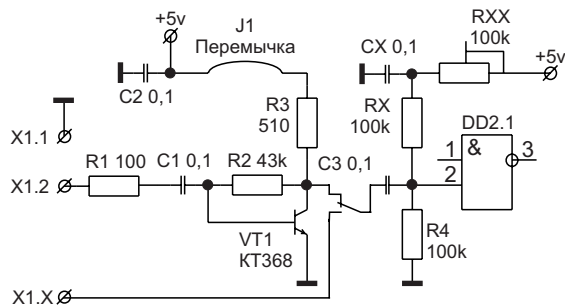 J1
Перемычка
+5v
C2 0,1
R3
510
CX 0,1
RXX
100k
+5v
RX
100k
DD2.1
&
1
2
3
X1.1
X1.2
R1 100
C1 0,1
R2 43k
C3 0,1
VT1
КТ368
R4
100k
X1.X